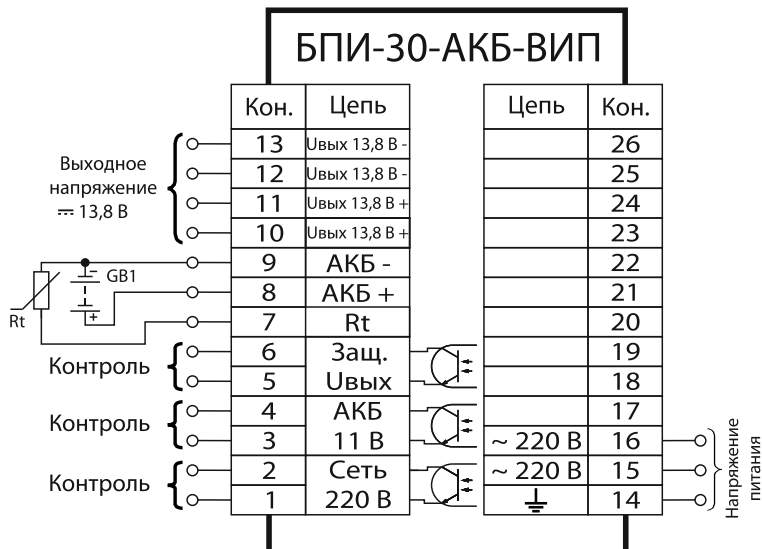 БПИ-30-АКБ-ВИП
Кон. Цепь
13 Uвых 13,8 В -
12 Uвых 13,8 В -
11 Uвых 13,8 В +
10 Uвых 13,8 В +
9 АКБ -
8 АКБ +
7 Rt
6 Защ.
5 Uвых
4 АКБ
3 11 В
2 Сеть
1 220 В
Цепь Кон.
26
25
24
23
22
21
20
19
18
17
~ 220 В 16
~ 220 В 15
14
Выходное
напряжение
13,8 В
- GB1
+
Rt
Контроль
Контроль
Контроль
Напряжение
питания